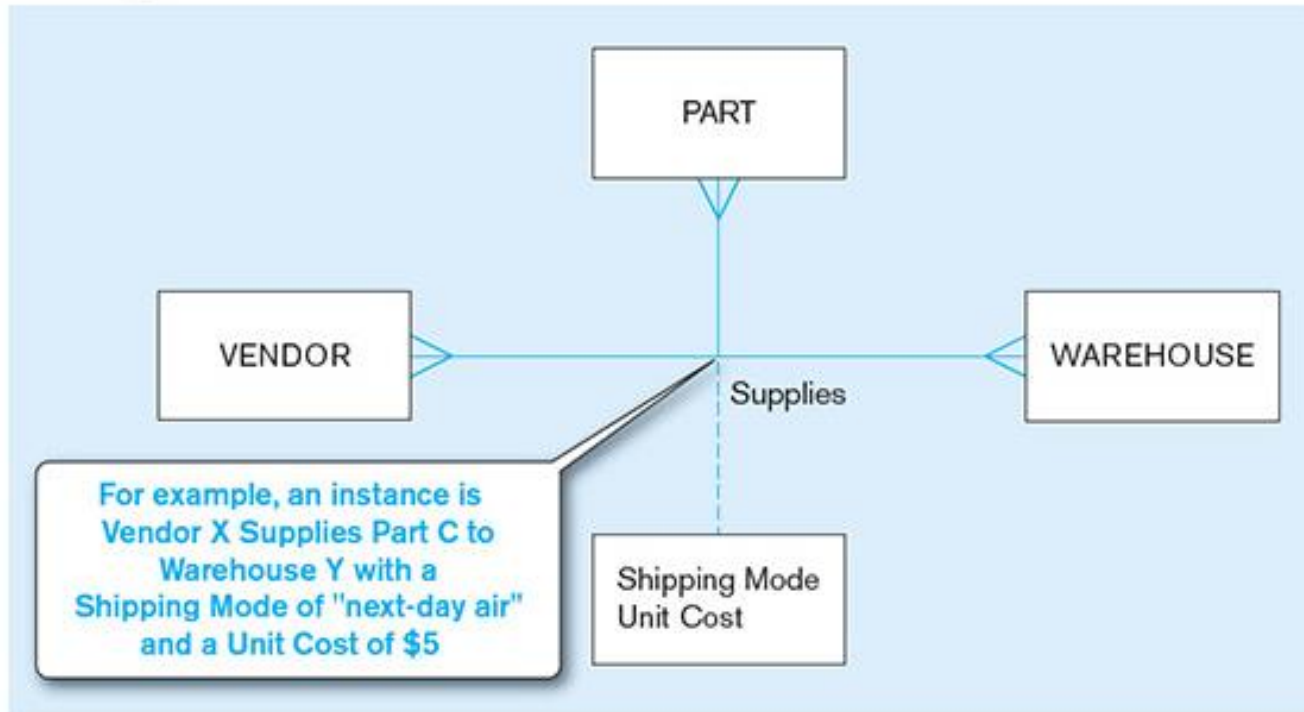 PART
VENDOR
WAREHOUSE
Supplies
For example, an instance is
Vendor X Supplies Part C to
Warehouse Y with a
Shipping Mode of "next-day air"
and a Unit Cost of $5
Shipping Mode
Unit Cost